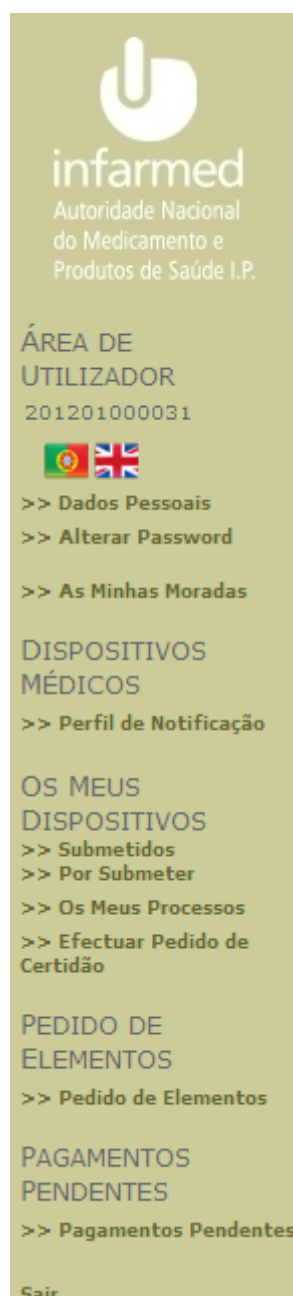 infarmed
Autoridade Nacional
do Medicamento e
Produtos de Saúde I.P.
ÁREA DE
UTILIZADOR
201201000031
>> Dados Pessoais
>> Alterar Password
>> As Minhas Moradas
DISPOSITIVOS
MÉDICOS
>> Perfil de Notificação
OS MEUS
DISPOSITIVOS
>> Submetidos
>> Por Submeter
>> Os Meus Processos
>> Efectuar Pedido de
Certidão
PEDIDO DE
ELEMENTOS
>> Pedido de Elementos
PAGAMENTOS
PENDENTES
>> Pagamentos Pendentes
Sair